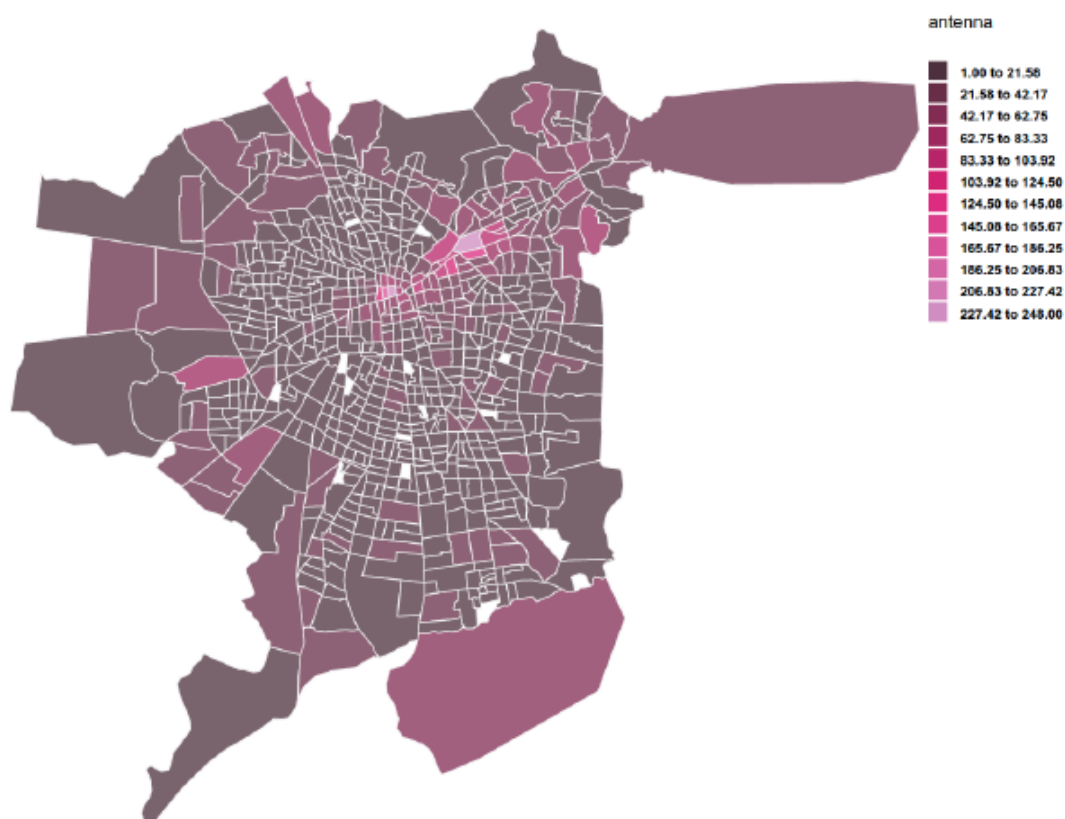 antenna
1.00 to 21.58
21.58 to 42.17
42.17 to 62.75
62.75 to 83.33
83.33 to 103.92
103.92 to 124.50
124.50 to 145.08
145.08 to 165.67
165.67 to 186.25
186.25 to 206.83
206.83 to 227.42
227.42 to 248.00